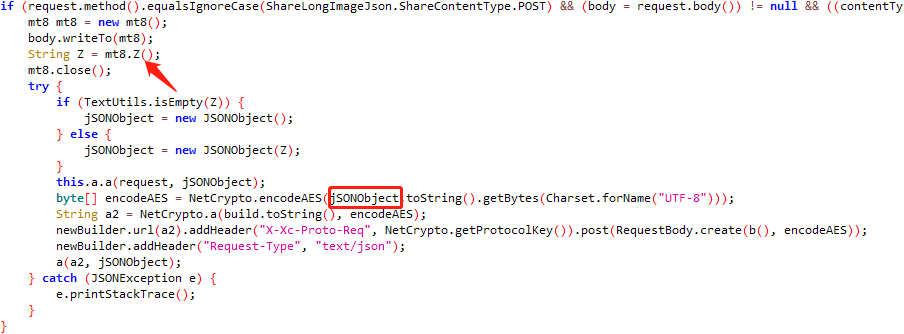 if (request.method().equalsIgnoreCase(ShareLongImageJson.ShareContentType.POST) && (body = request.body()) != null && ((contentTy
mt8 mt8 = new mt8();
body.writeTo(mt8);
String Z = mt8.Z();
mt8.close();
try {
if (TextUtils.isEmpty(Z)) {
jSONObject = new JSONObject();
} else {
jSONObject = new JSONObject(Z);
}
this.a.a(request, jSONObject);
byte[] encodeAES = NetCrypto.encodeAES(jSONObject.toString().getBytes(Charset.forName("UTF-8")));
String a2 = NetCrypto.a(build.toString(), encodeAES);
newBuilder.url(a2).addHeader("X-Xc-Proto-Req", NetCrypto.getProtocolKey()).post(RequestBody.create(b(), encodeAES));
newBuilder.addHeader("Request-Type", "text/json");
a(a2, jSONObject);
} catch (JSONException e) {
e.printStackTrace();
}
}